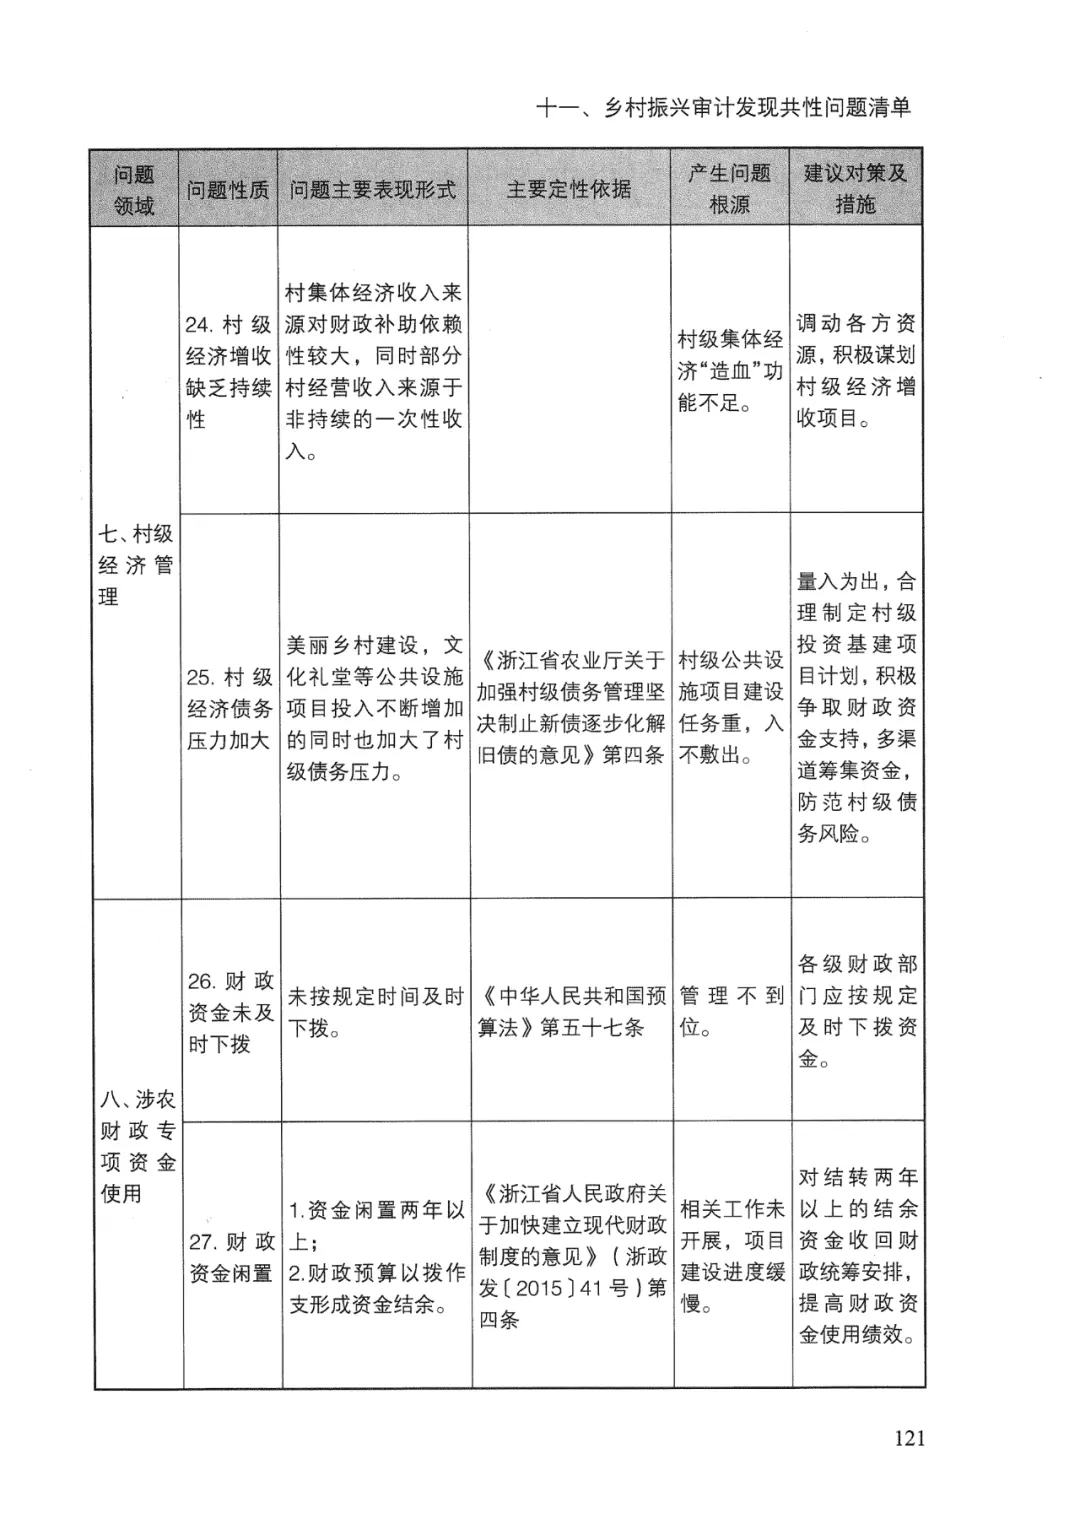 十一、乡村振兴审计发现共性问题清单
问题
领域
问题性质
问题主要表现形式
主要定性依据
产生问题
根源
建议对策及
措施
七、村级
经济管
理
24. 村级
经济增收
缺乏持续
性
村集体经济收入来
源对财政补助依赖
性较大，同时部分
村经营收入来源于
非持续的一次性收
入。
村级集体经
济“造血”功
能不足。
调动各方资
源，积极谋划
村级经济增
收项目。
25. 村级
经济债务
压力加大
美丽乡村建设，文
化礼堂等公共设施
项目投入不断增加
的同时也加大了村
级债务压力。
《浙江省农业厅关于
加强村级债务管理坚
决制止新债逐步化解
旧债的意见》第四条
村级公共设
施项目建设
任务重，入
不敷出。
量入为出，合
理制定村级
投资基建项
目计划，积极
争取财政资
金支持，多渠
道筹集资金，
防范村级债
务风险。
八、涉农
财政专
项资金
使用
26. 财政
资金未及
时下拨
未按规定时间及时
下拨。
《中华人民共和国预
算法》第五十七条
管理不到
位。
各级财政部
门应按规定
及时下拨资
金。
27. 财政
资金闲置
1.资金闲置两年以
上；
2.财政预算以拨作
支形成资金结余。
《浙江省人民政府关
于加快建立现代财政
制度的意见》（浙政
发〔2015〕41 号）第
四条
相关工作未
开展，项目
建设进度缓
慢。
对结转两年
以上的结余
资金收回财
政统筹安排，
提高财政资
金使用绩效。
121